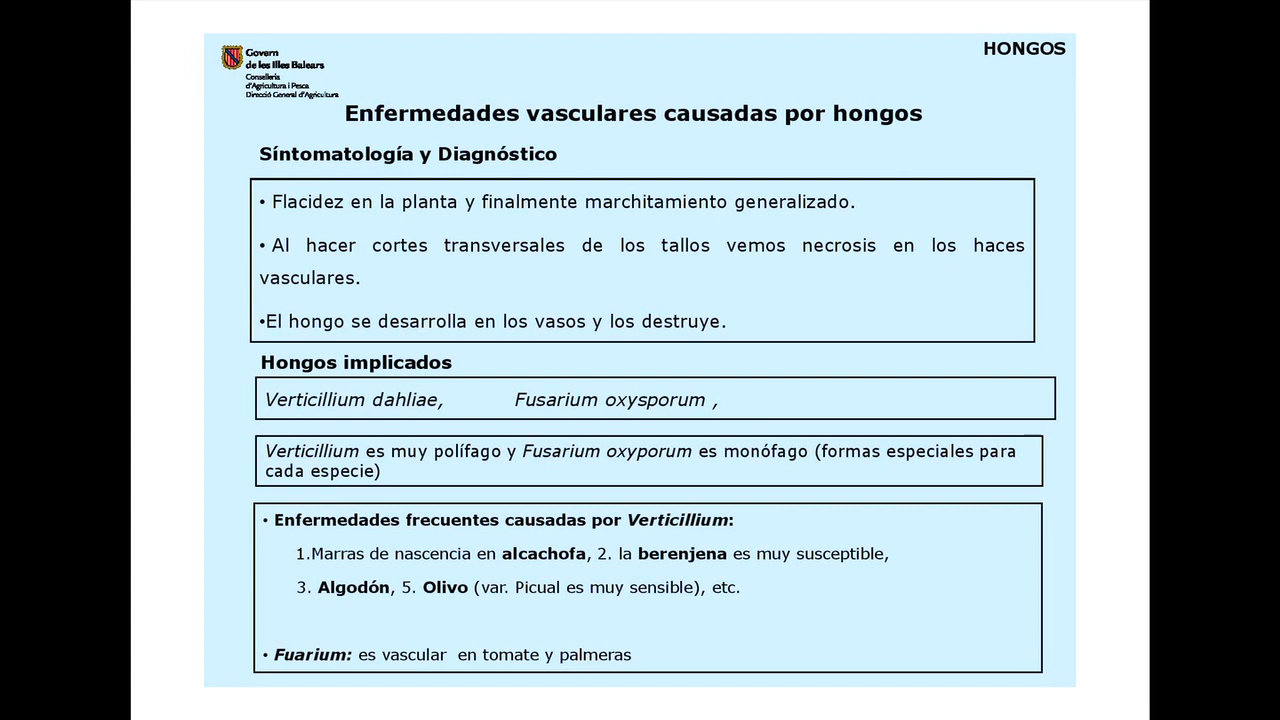 HONGOS
Govern
de les Illes Balears
Conselleria
d'Agricultura i Pesca
Direcció General d'Agricultura
Enfermedades vasculares causadas por hongos
Síntomatología y Diagnóstico
• Flacidez en la planta y finalmente marchitamiento generalizado.
• Al hacer cortes transversales de los tallos vemos necrosis en los haces
vasculares.
•El hongo se desarrolla en los vasos y los destruye.
Hongos implicados
Verticillium dahliae, Fusarium oxysporum ,
Verticillium es muy polífago y Fusarium oxyporum es monófago (formas especiales para
cada especie)
• Enfermedades frecuentes causadas por Verticillium:
1.Marras de nascencia en alcachofa, 2. la berenjena es muy susceptible,
3. Algodón, 5. Olivo (var. Picual es muy sensible), etc.
• Fuarium: es vascular en tomate y palmeras